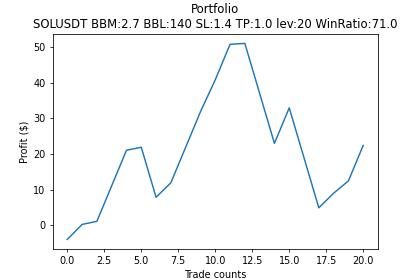 Portfolio
SOLUSDT BBM:2.7 BBL:140 SL:1.4 TP:1.0 lev:20 WinRatio:71.0
Profit ($)
50
40
30
20
10
0
0.0 2.5 5.0 7.5 10.0 12.5 15.0 17.5 20.0
Trade counts